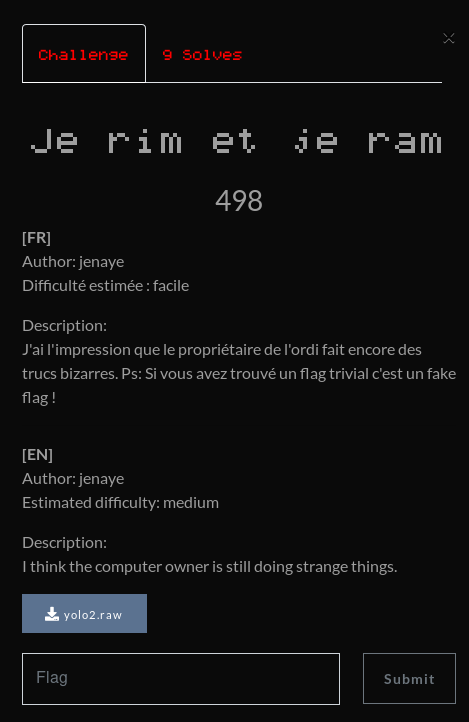 Challenge
9 Solves
×
Je rim et je ram
498
[FR]
Author: jenaye
Difficulté estimée : facile
Description:
J'ai l'impression que le propriétaire de l'ordi fait encore des
trucs bizarres. Ps: Si vous avez trouvé un flag trivial c'est un fake
flag !
[EN]
Author: jenaye
Estimated difficulty: medium
Description:
I think the computer owner is still doing strange things.
yolo2.raw
Flag
Submit